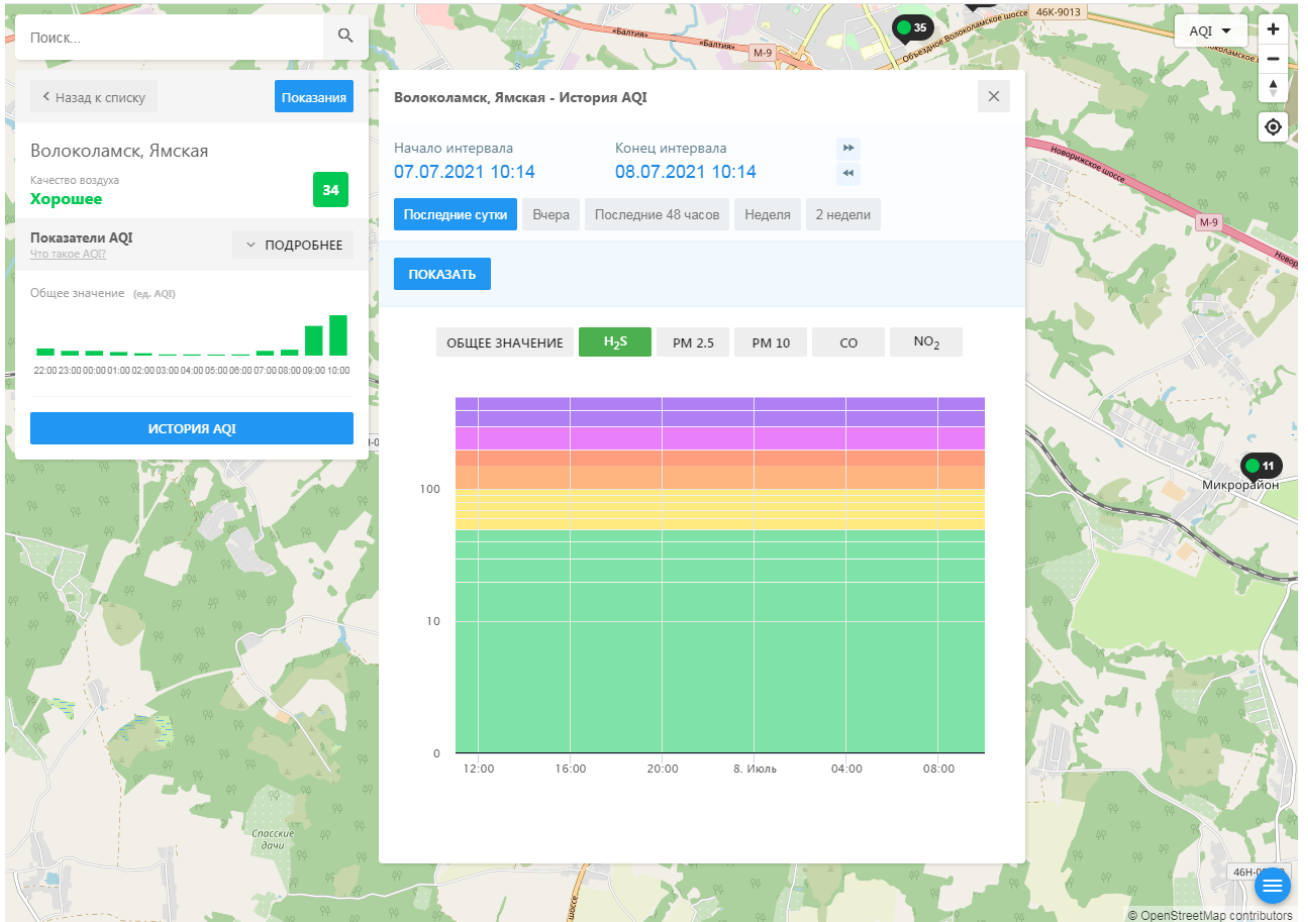 Поиск...
46К-9013
35
«Балтия»
«Балтия»
М-9
Объездное Волоколамское шоссе
AQI
Назад к списку
Показания
Волоколамск, Ямская
Качество воздуха
Хорошее
34
Показатели AQI
Что такое AQI?
ПОДРОБНЕЕ
Общее значение (ед. AQI)
22:00 23:00 00:00 01:00 02:00 03:00 04:00 05:00 06:00 07:00 08:00 09:00 10:00
ИСТОРИЯ AQI
Волоколамск, Ямская - История AQI
Начало интервала
07.07.2021 10:14
Конец интервала
08.07.2021 10:14
Последние сутки
Вчера
Последние 48 часов
Неделя
2 недели
ПОКАЗАТЬ
ОБЩЕЕ ЗНАЧЕНИЕ
H₂S
PM 2.5
PM 10
CO
NO₂
100
10
0
12:00 16:00 20:00 8. Июль 04:00 08:00
Новорижское шоссе
М-9
11
Микрорайон
Спасские
дачи
шоссе
© OpenStreetMap contributors